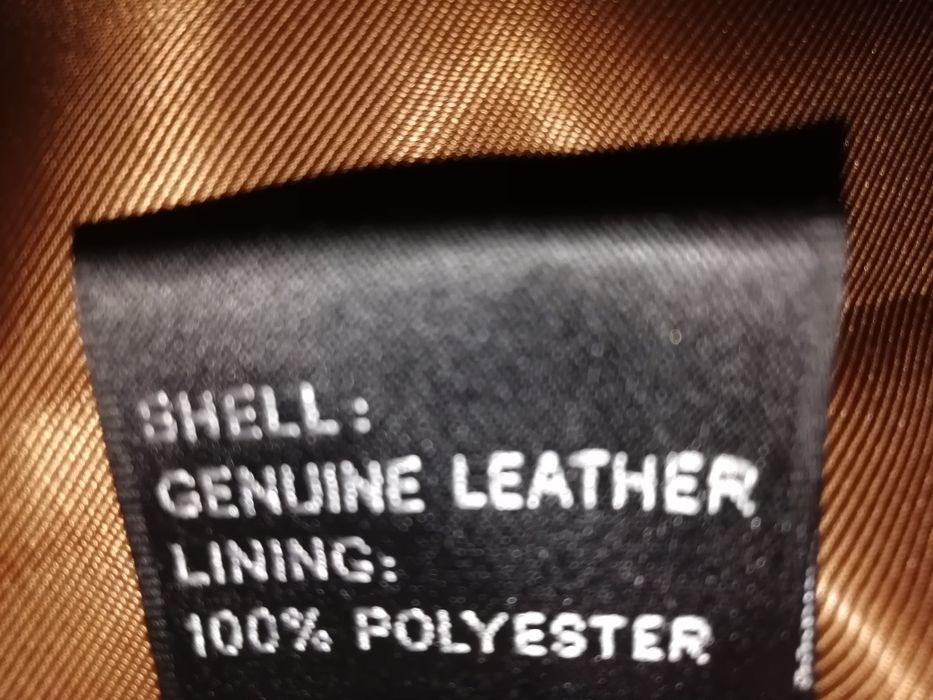 SHELL:
GENUINE LEATHER
LINING:
100% POLYESTER